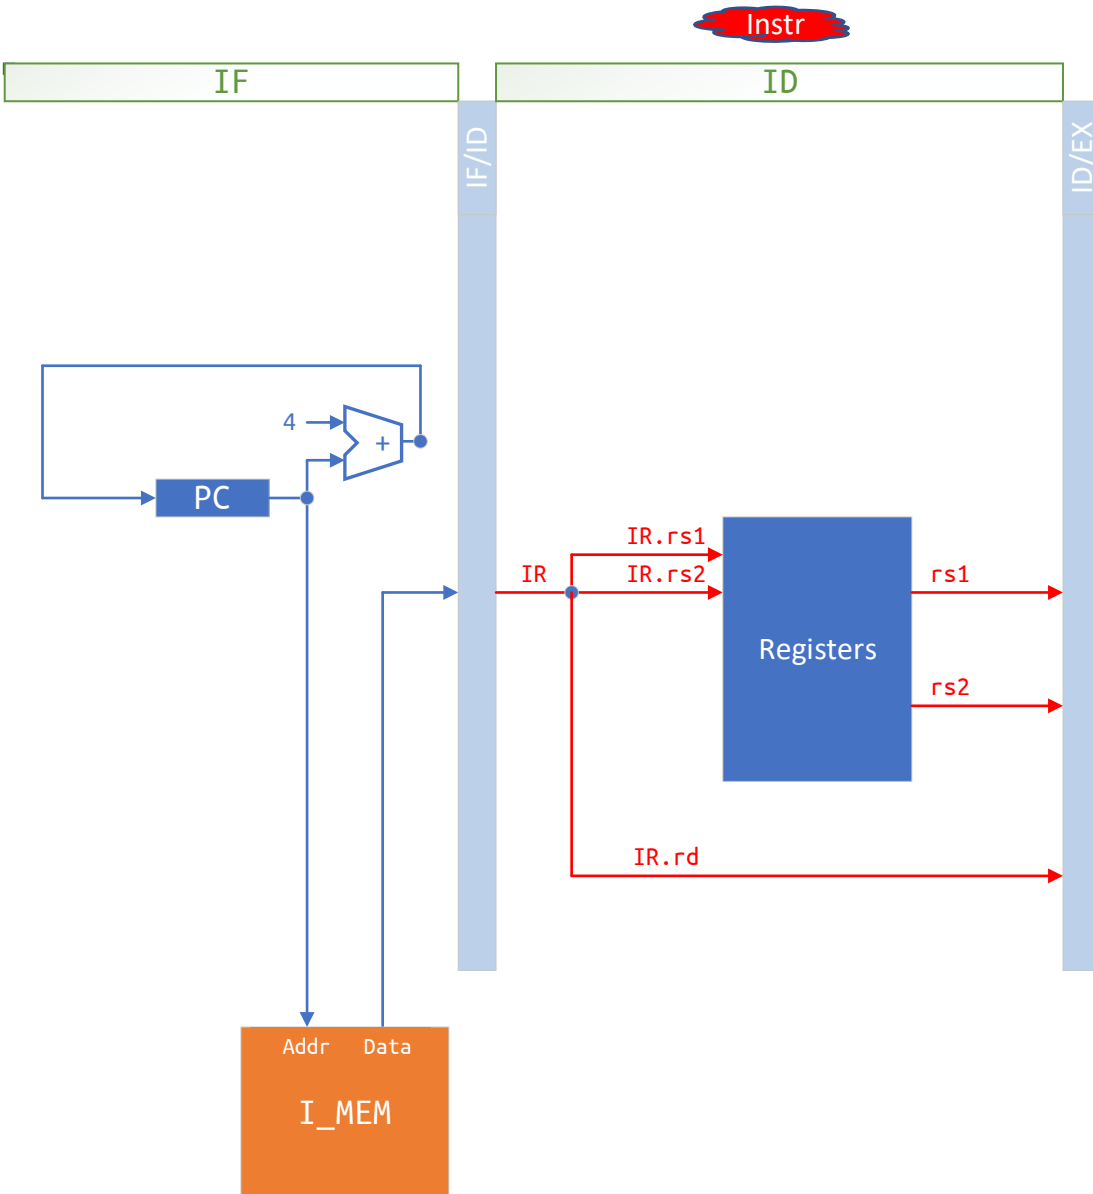 Instr
IF
ID
IF/ID
ID/EX
4
+
PC
IR.rs1
IR
IR.rs2
rs1
Registers
rs2
IR.rd
Addr Data
I_MEM